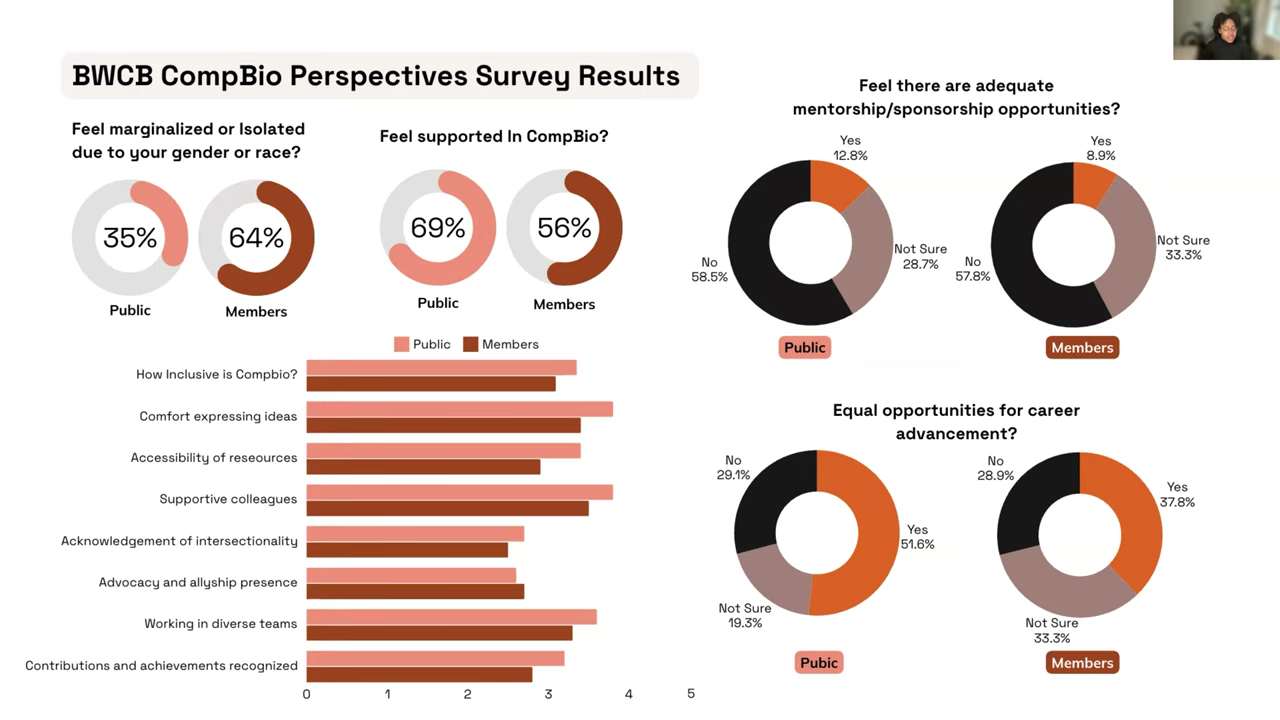 BWCB CompBio Perspectives Survey Results
Feel marginalized or Isolated
due to your gender or race?
35%
Public
64%
Members
Feel supported In CompBio?
69%
Public
56%
Members
Public
Members
How Inclusive is Compbio?
Comfort expressing ideas
Accessibility of reseources
Supportive colleagues
Acknowledgement of intersectionality
Advocacy and allyship presence
Working in diverse teams
Contributions and achievements recognized
0 1 2 3 4 5
Feel there are adequate
mentorship/sponsorship opportunities?
Yes
12.8%
Not Sure
28.7%
No
58.5%
Public
Yes
8.9%
Not Sure
33.3%
No
57.8%
Members
Equal opportunities for career
advancement?
No
29.1%
Yes
51.6%
Not Sure
19.3%
Pubic
No
28.9%
Yes
37.8%
Not Sure
33.3%
Members